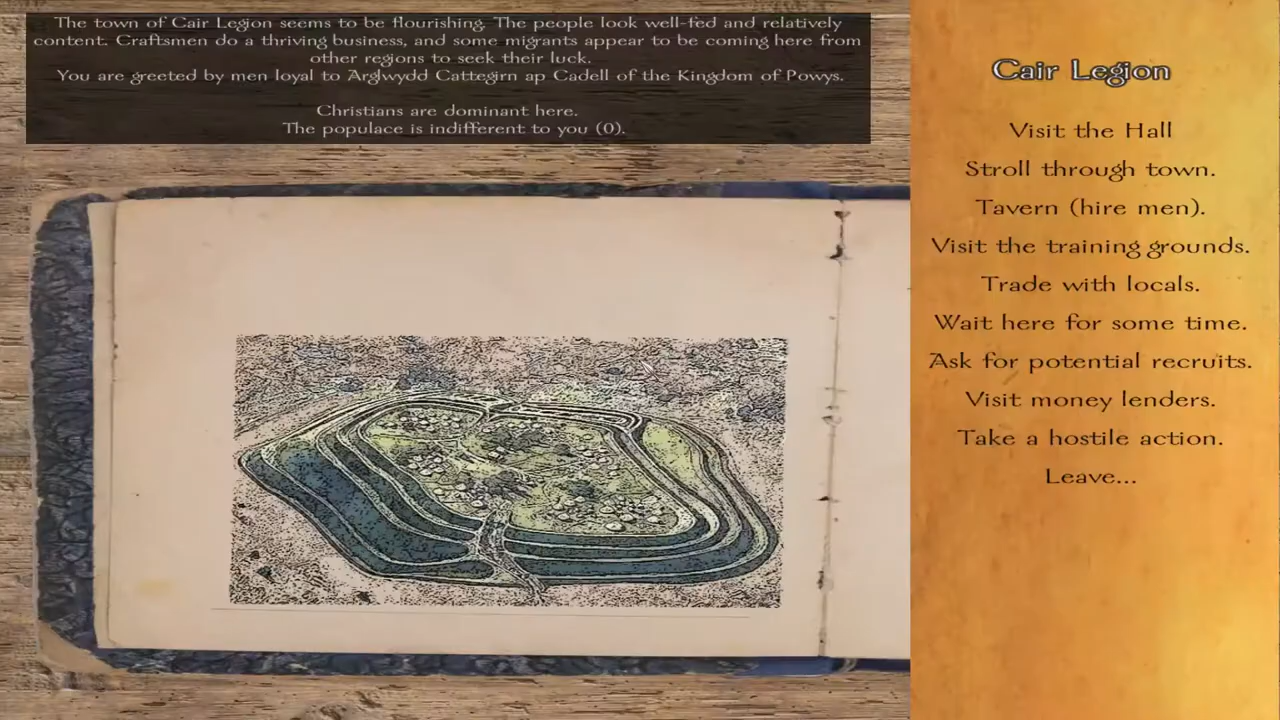 The town of Cair Legion seems to be flourishing. The people look well-fed and relatively
content. Craftsmen do a thriving business, and some migrants appear to be coming here from
other regions to seek their luck.
You are greeted by men loyal to Arglwydd Cattegirn ap Cadell of the Kingdom of Powys.
Christians are dominant here.
The populace is indifferent to you (0).
Cair Legion
Visit the Hall
Stroll through town.
Tavern (hire men).
Visit the training grounds.
Trade with locals.
Wait here for some time.
Ask for potential recruits.
Visit money lenders.
Take a hostile action.
Leave...